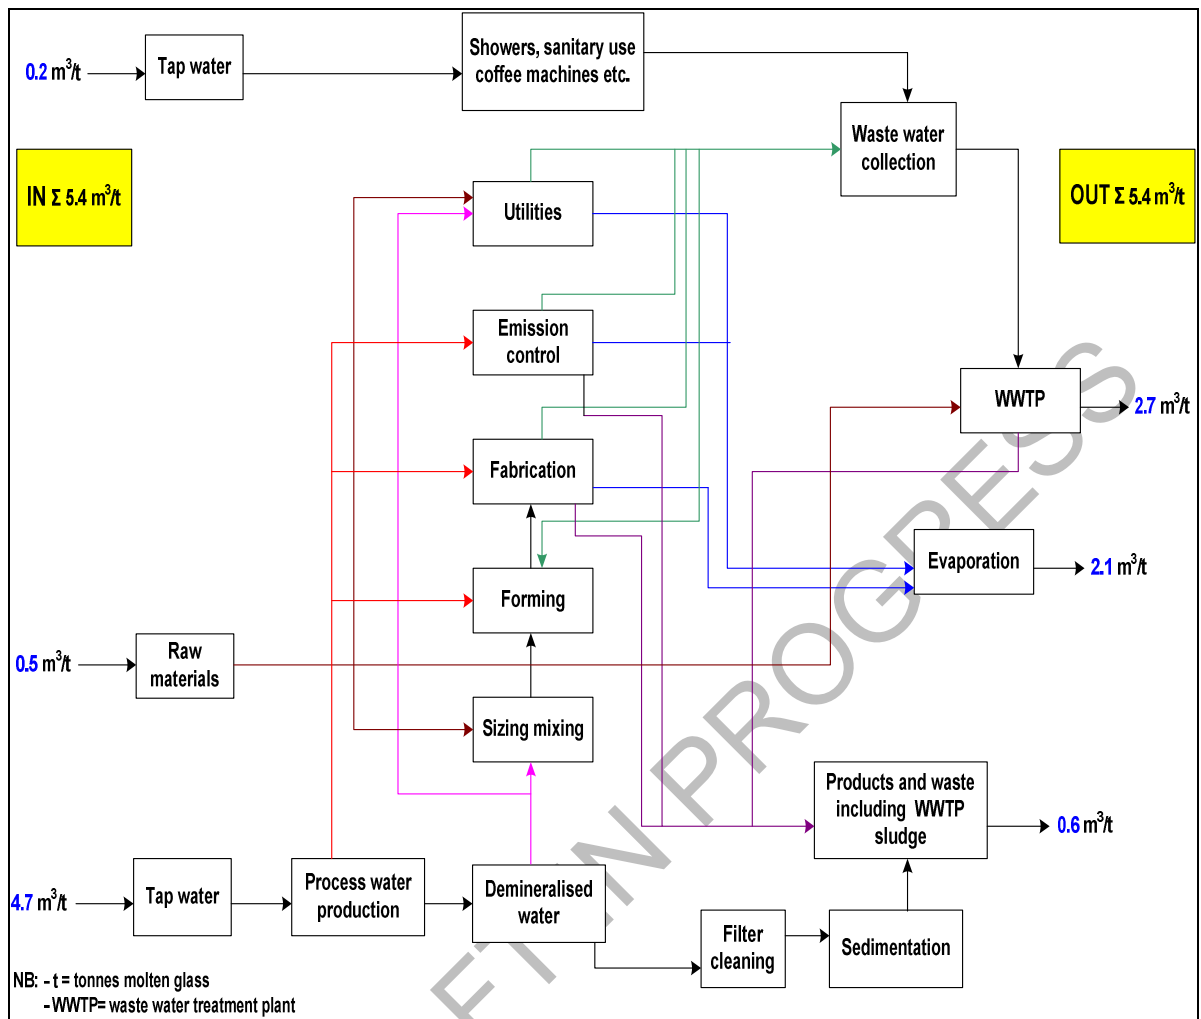 0.2 m³/t
Tap water
Showers, sanitary use
coffee machines etc.
Waste water
collection
IN Σ 5.4 m³/t
OUT Σ 5.4 m³/t
Utilities
Emission
control
WWTP
2.7 m³/t
Fabrication
Evaporation
2.1 m³/t
Forming
0.5 m³/t
Raw
materials
Sizing mixing
Products and waste
including WWTP
sludge
0.6 m³/t
4.7 m³/t
Tap water
Process water
production
Demineralised
water
Filter
cleaning
Sedimentation
NB: - t = tonnes molten glass
- WWTP= waste water treatment plant
FT IN PROGRESS